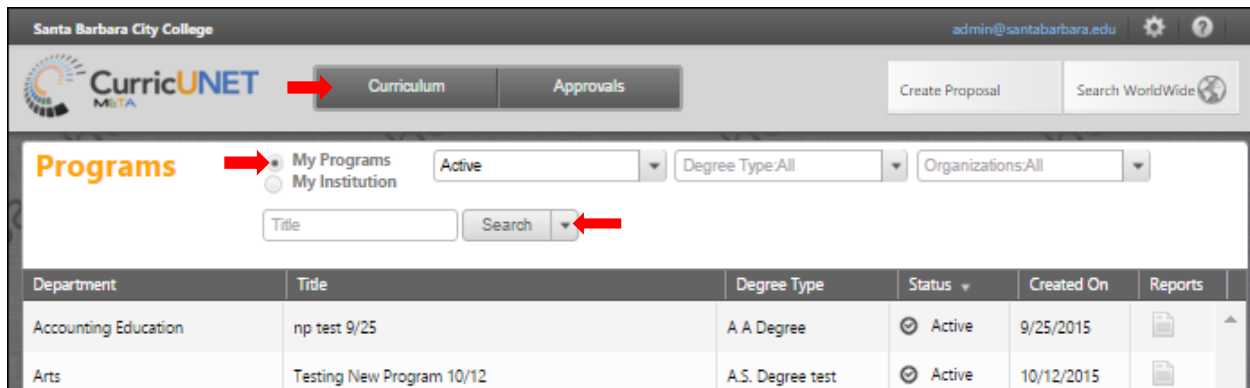 Santa Barbara City College admin@santabarbara.edu
CurricUNET
META
Curriculum Approvals Create Proposal Search WorldWide
Programs My Programs Active Degree Type:All Organizations:All
My Institution
Title Search
Department Title Degree Type Status Created On Reports
Accounting Education np test 9/25 A A Degree Active 9/25/2015
Arts Testing New Program 10/12 A.S. Degree test Active 10/12/2015